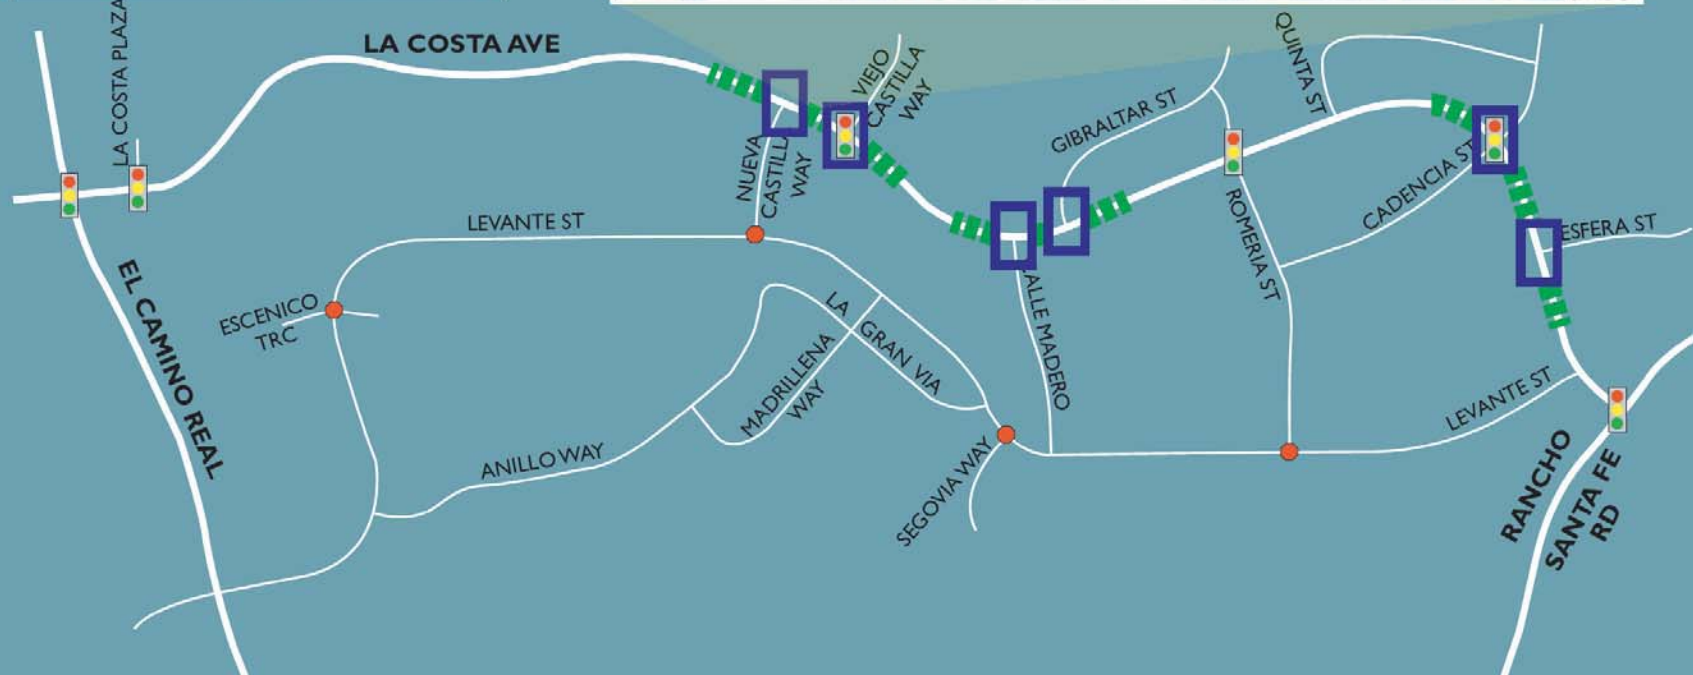 LA COSTA PLAZA
LA COSTA AVE
VIEJO
CASTILLA
WAY
QUINTA ST
GIBRALTAR ST
NUEVA
CASTILLA
WAY
CADENCIA ST
ROMERIA ST
LEVANTE ST
ESFERA ST
EL CAMINO REAL
ESCENICO
TRC
LA
GRAN VIA
MADRILLENA
WAY
ALLE MADERO
LEVANTE ST
ANILLO WAY
SEGOVIA WAY
RANCHO
SANTA FE
RD